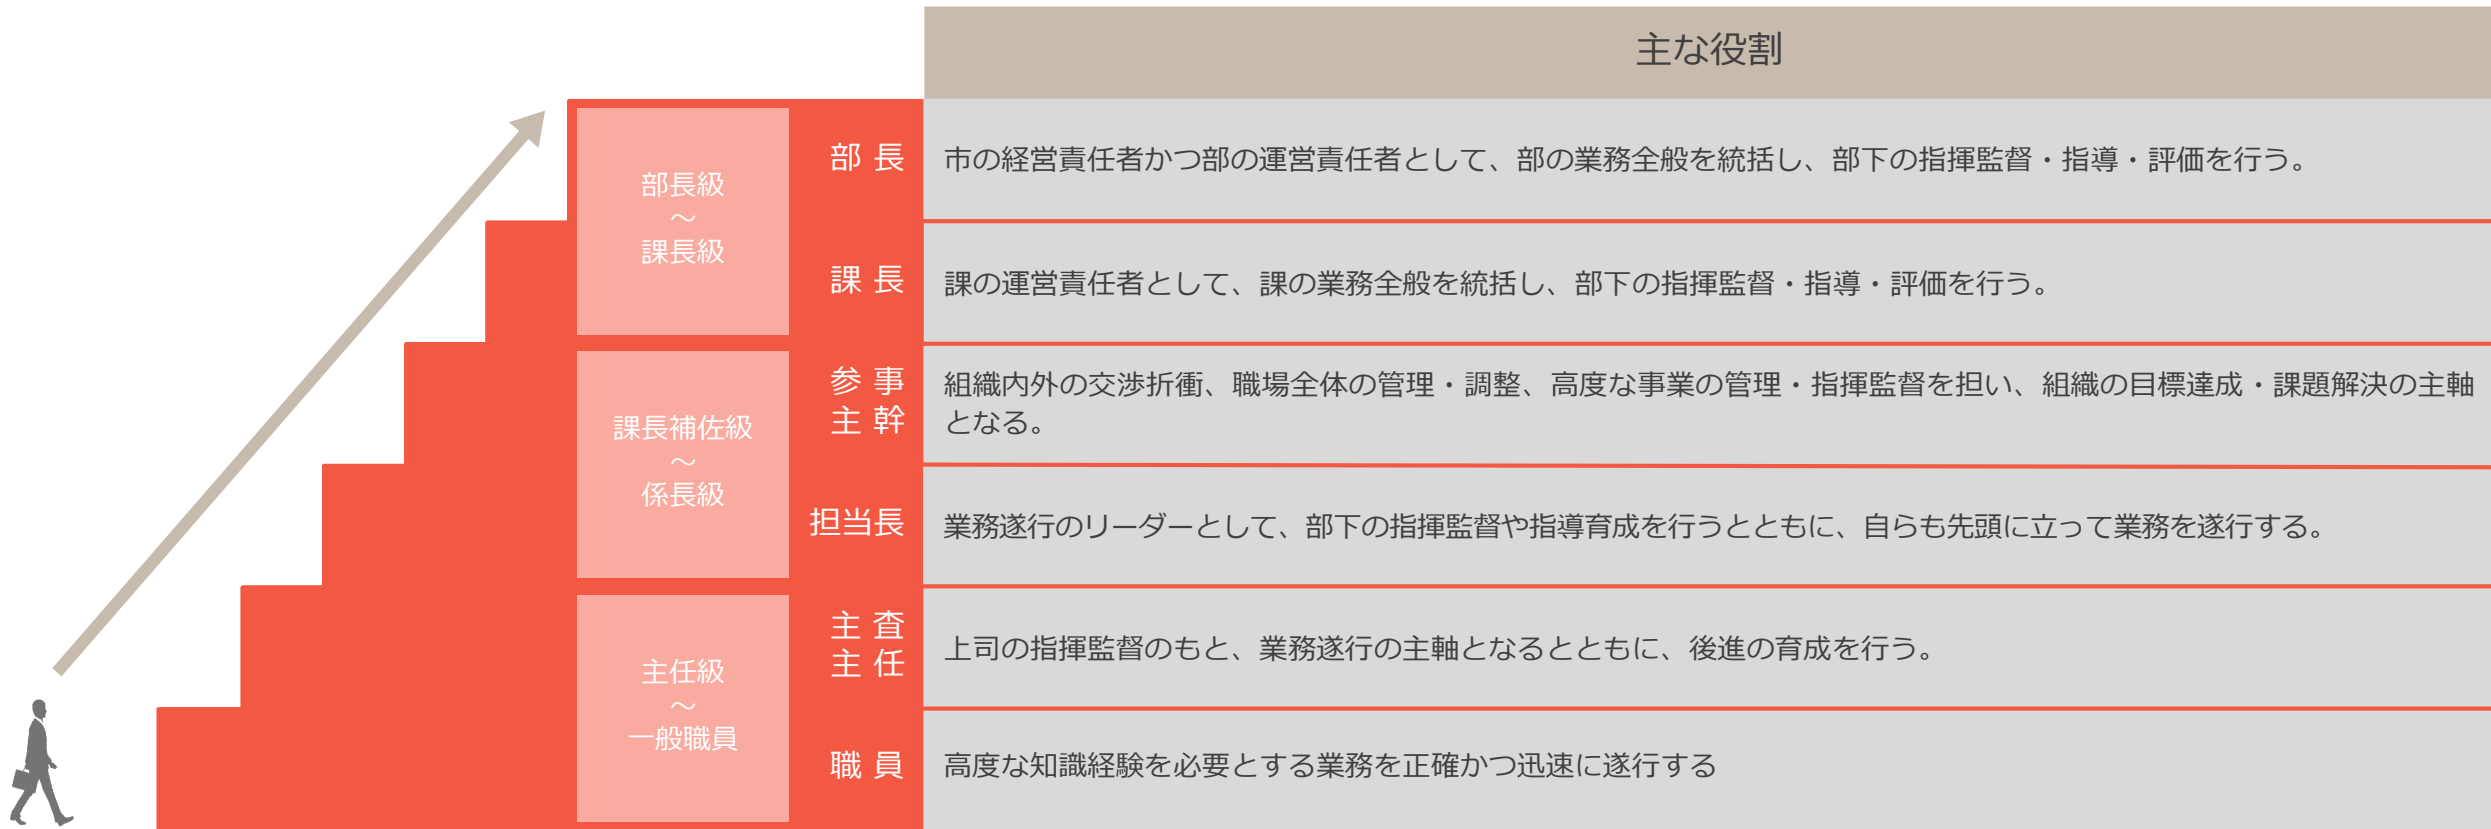 主な役割
部長級
～
課長級
部 長
市の経営責任者かつ部の運営責任者として、部の業務全般を統括し、部下の指揮監督・指導・評価を行う。
課 長
課の運営責任者として、課の業務全般を統括し、部下の指揮監督・指導・評価を行う。
課長補佐級
～
係長級
参 事
主 幹
組織内外の交渉折衝、職場全体の管理・調整、高度な事業の管理・指揮監督を担い、組織の目標達成・課題解決の主軸
となる。
担当長
業務遂行のリーダーとして、部下の指揮監督や指導育成を行うとともに、自らも先頭に立って業務を遂行する。
主任級
～
一般職員
主 査
主 任
上司の指揮監督のもと、業務遂行の主軸となるとともに、後進の育成を行う。
職 員
高度な知識経験を必要とする業務を正確かつ迅速に遂行する